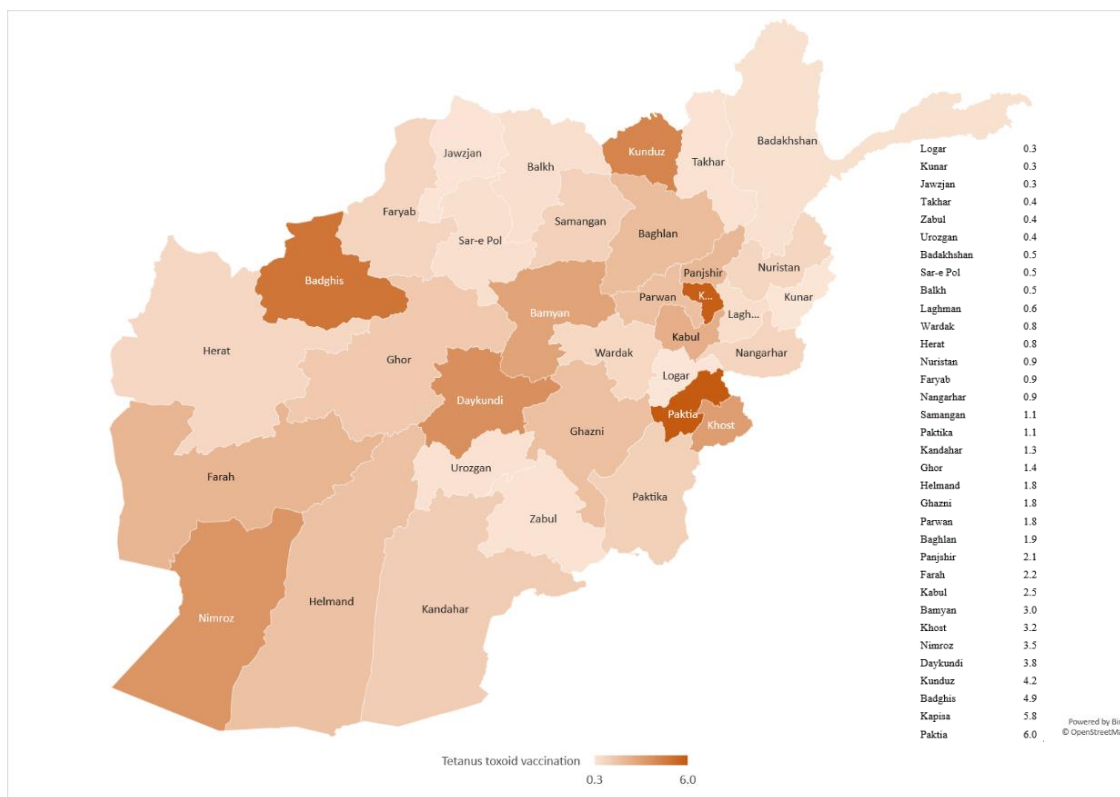 Badakhshan
Kunduz
Takhar
Jawzjan
Balkh
Faryab
Samangan
Sar-e Pol
Baghlan
Badghis
Panjshir
Nuristan
K...
Parwan
Kunar
Bamyan
Lagh...
Kabul
Herat
Ghor
Wardak
Nangarhar
Logar
Daykundi
Paktia
Khost
Ghazni
Urozgan
Farah
Paktika
Zabul
Helmand
Kandahar
Nimroz
Logar 0.3
Kunar 0.3
Jawzjan 0.3
Takhar 0.4
Zabul 0.4
Urozgan 0.4
Badakhshan 0.5
Sar-e Pol 0.5
Balkh 0.5
Laghman 0.6
Wardak 0.8
Herat 0.8
Nuristan 0.9
Faryab 0.9
Nangarhar 0.9
Samangan 1.1
Paktika 1.1
Kandahar 1.3
Ghor 1.4
Helmand 1.8
Ghazni 1.8
Parwan 1.8
Baghlan 1.9
Panjshir 2.1
Farah 2.2
Kabul 2.5
Bamyan 3.0
Khost 3.2
Nimroz 3.5
Daykundi 3.8
Kunduz 4.2
Badghis 4.9
Kapisa 5.8
Paktia 6.0
Powered by Bin
© OpenStreetMa
Tetanus toxoid vaccination
0.3 6.0